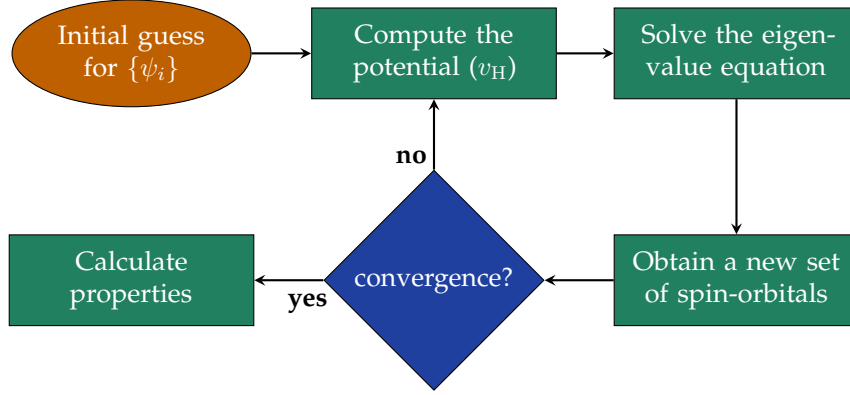 Initial guess
for {ψᵢ}
Compute the
potential (v_H)
Solve the eigen-
value equation
no
Calculate
properties
yes
convergence?
Obtain a new set
of spin-orbitals